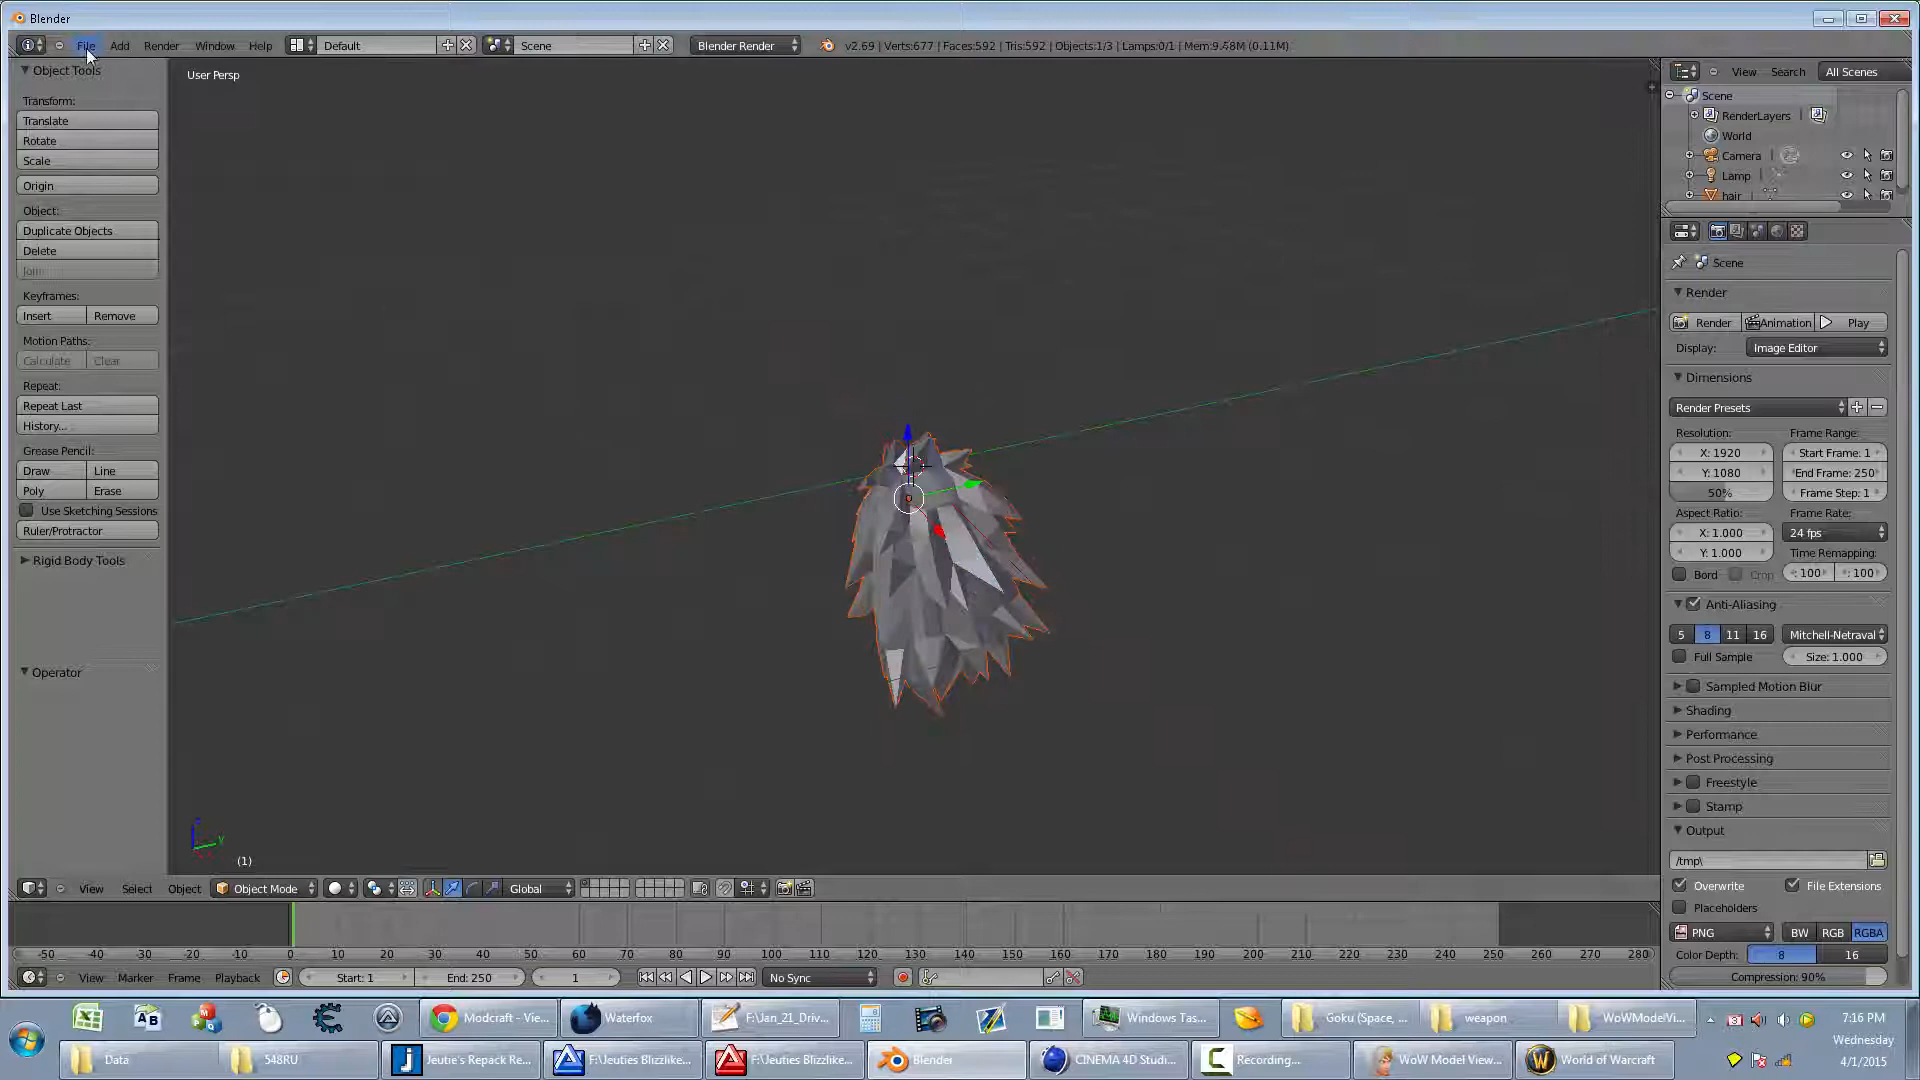 Blender
File Add Render Window Help Default Scene Blender Render v2.69 | Verts:677 | Faces:592 | Tris:592 | Objects:1/3 | Lamps:0/1 | Mem:9.48M (0.11M)
Object Tools
Transform:
Translate
Rotate
Scale
Origin
Object:
Duplicate Objects
Delete
Join
Keyframes:
Insert Remove
Motion Paths:
Calculate Clear
Repeat:
Repeat Last
History...
Grease Pencil:
Draw Line
Poly Erase
Use Sketching Sessions
Ruler/Protractor
Rigid Body Tools
Operator
User Persp
(1)
View Search All Scenes
Scene
RenderLayers
World
Camera
Lamp
hair
Scene
Render
Render Animation Play
Display: Image Editor
Dimensions
Render Presets
Resolution: Frame Range:
X: 1920 Start Frame: 1
Y: 1080 End Frame: 250
50% Frame Step: 1
Aspect Ratio: Frame Rate:
X: 1.000 24 fps
Y: 1.000 Time Remapping:
Bord Crop : 100 : 100
Anti-Aliasing
5 8 11 16 Mitchell-Netraval
Full Sample Size: 1.000
Sampled Motion Blur
Shading
Performance
Post Processing
Freestyle
Stamp
Output
/tmp\
Overwrite File Extensions
Placeholders
PNG BW RGB RGBA
Color Depth: 8 16
Compression: 90%
View Select Object Object Mode Global
-50 -40 -30 -20 -10 0 10 20 30 40 50 60 70 80 90 100 110 120 130 140 150 160 170 180 190 200 210 220 230 240 250 260 270 280
View Marker Frame Playback Start: 1 End: 250 1 No Sync
Modcraft - Vie... Waterfox F:\Jan_21_Driv... Windows Tas... Goku (Space, ... weapon WoWModelVi... 7:16 PM
Wednesday
Data 548RU Jeutie's Repack Re... F:\Jeuties Blizzlike... F:\Jeuties Blizzlike... Blender CINEMA 4D Studi... Recording... WoW Model View... World of Warcraft 4/1/2015